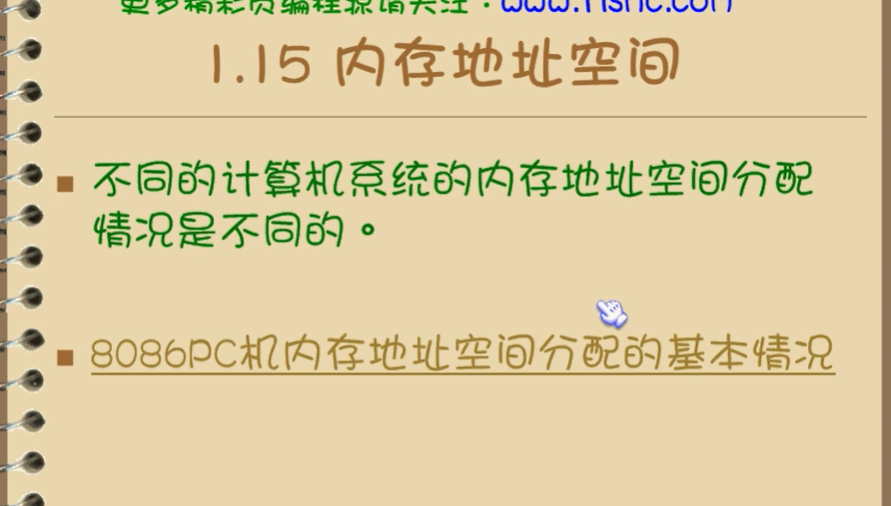 更多精彩页编程敬请关注：www.fishc.com
1.15 内存地址空间
不同的计算机系统的内存地址空间分配
情况是不同的。
8086PC机内存地址空间分配的基本情况